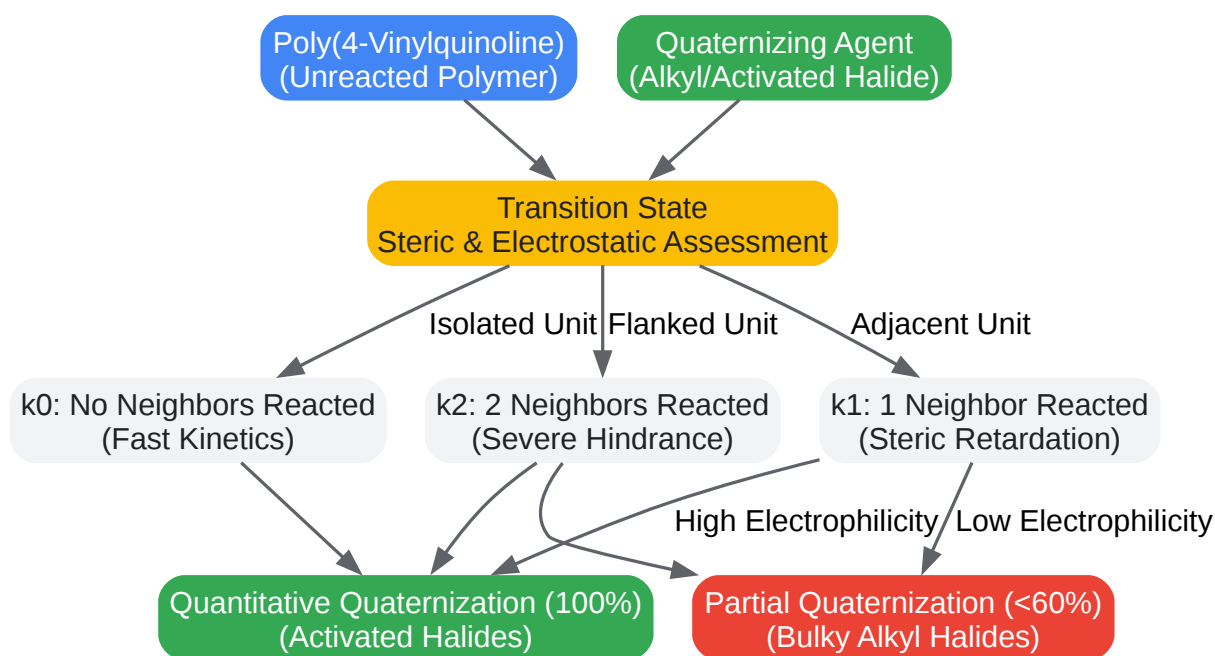 Poly(4-Vinylquinoline)
(Unreacted Polymer)
Quaternizing Agent
(Alkyl/Activated Halide)
Transition State
Steric & Electrostatic Assessment
Isolated Unit
Flanked Unit
Adjacent Unit
k0: No Neighbors Reacted
(Fast Kinetics)
k2: 2 Neighbors Reacted
(Severe Hindrance)
k1: 1 Neighbor Reacted
(Steric Retardation)
High Electrophilicity
Low Electrophilicity
Quantitative Quaternization (100%)
(Activated Halides)
Partial Quaternization (<60%)
(Bulky Alkyl Halides)